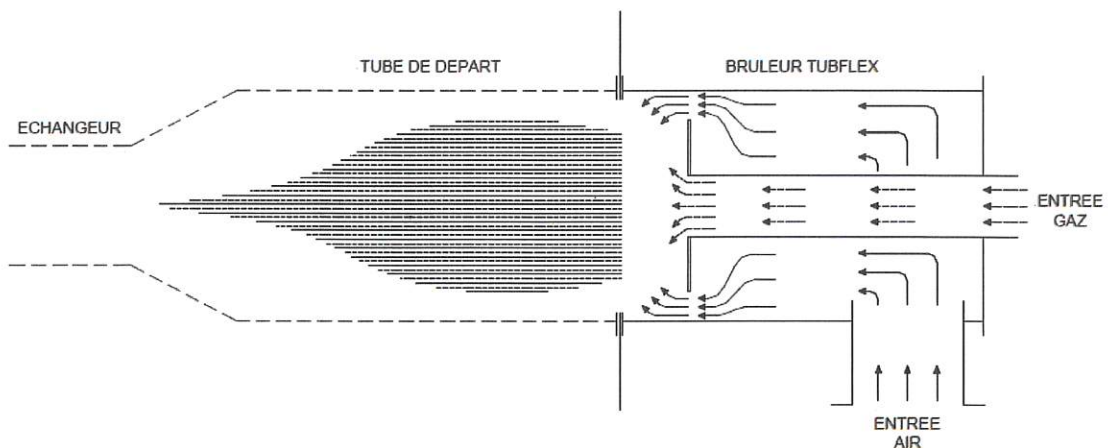 TUBE DE DEPART
BRULEUR TUBFLEX
ECHANGEUR
ENTREE
GAZ
ENTREE
AIR